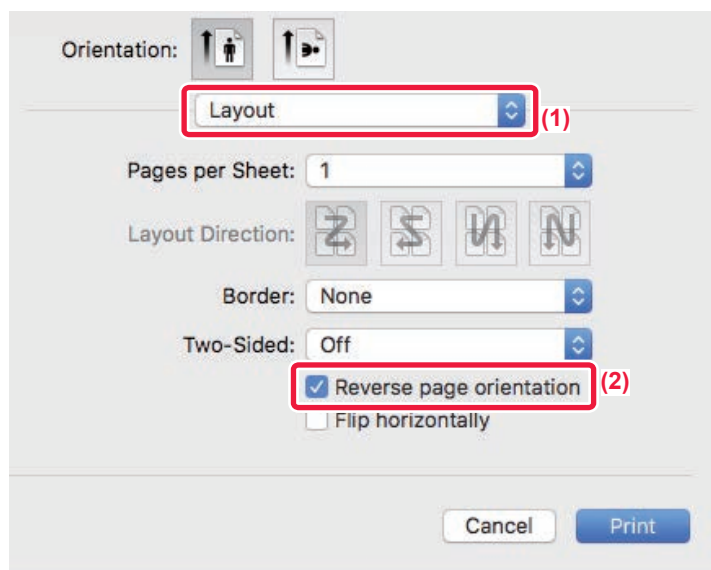 Orientation:
Layout
(1)
Pages per Sheet: 1
Layout Direction:
Border: None
Two-Sided: Off
Reverse page orientation
(2)
Flip horizontally
Cancel Print